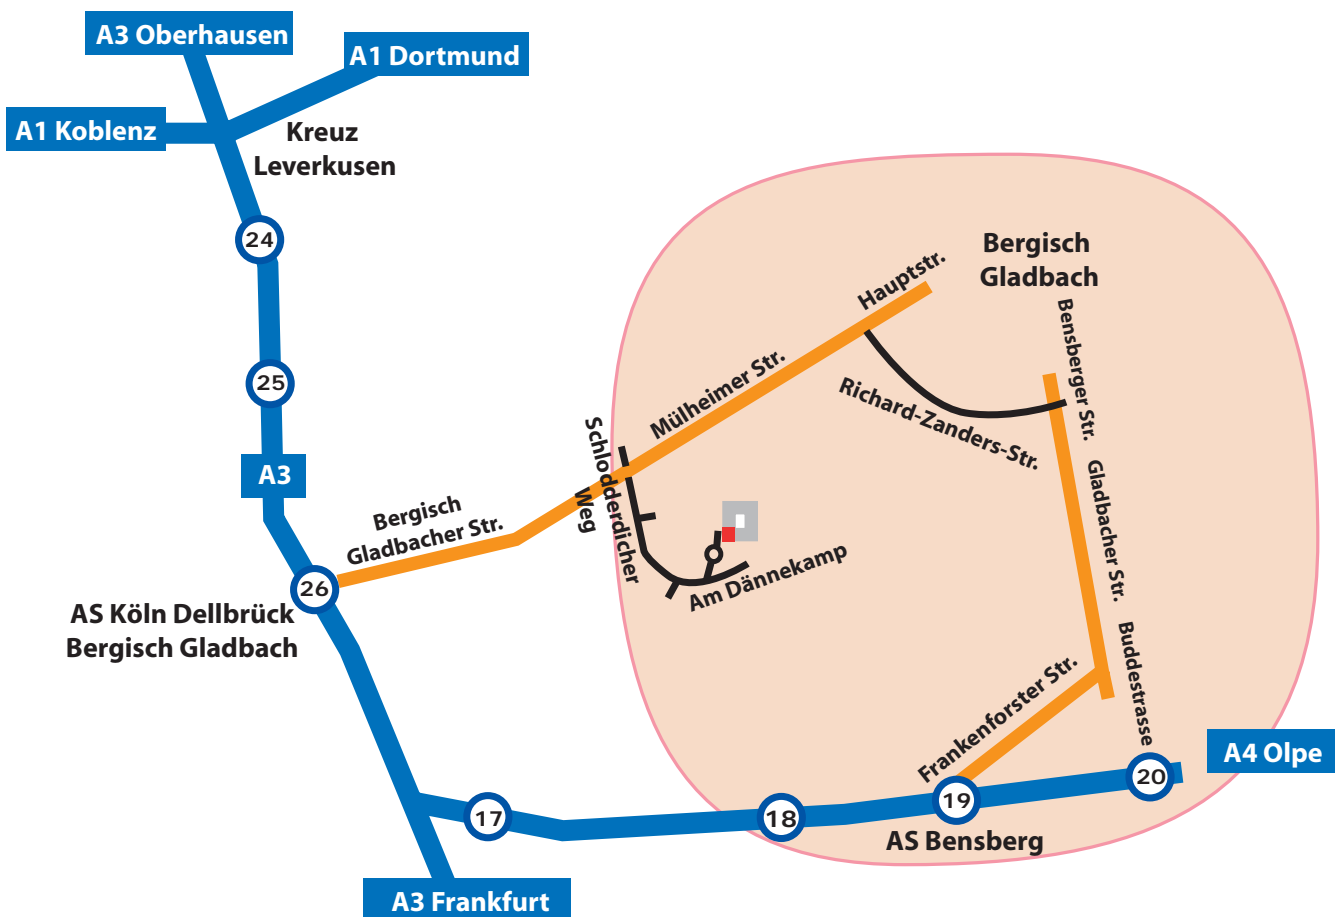 A3 Oberhausen
A1 Dortmund
A1 Koblenz
Kreuz
Leverkusen
24
25
A3
26
AS Köln Dellbrück
Bergisch Gladbach
Bergisch
Gladbacher Str.
Schlodderdicher
Weg
Mülheimer Str.
Hauptstr.
Bergisch
Gladbach
Richard-Zanders-Str.
Bensberger Str.
Gladbacher Str.
Buddestrasse
Am Dännekamp
Frankenforster Str.
17
18
19
20
AS Bensberg
A4 Olpe
A3 Frankfurt